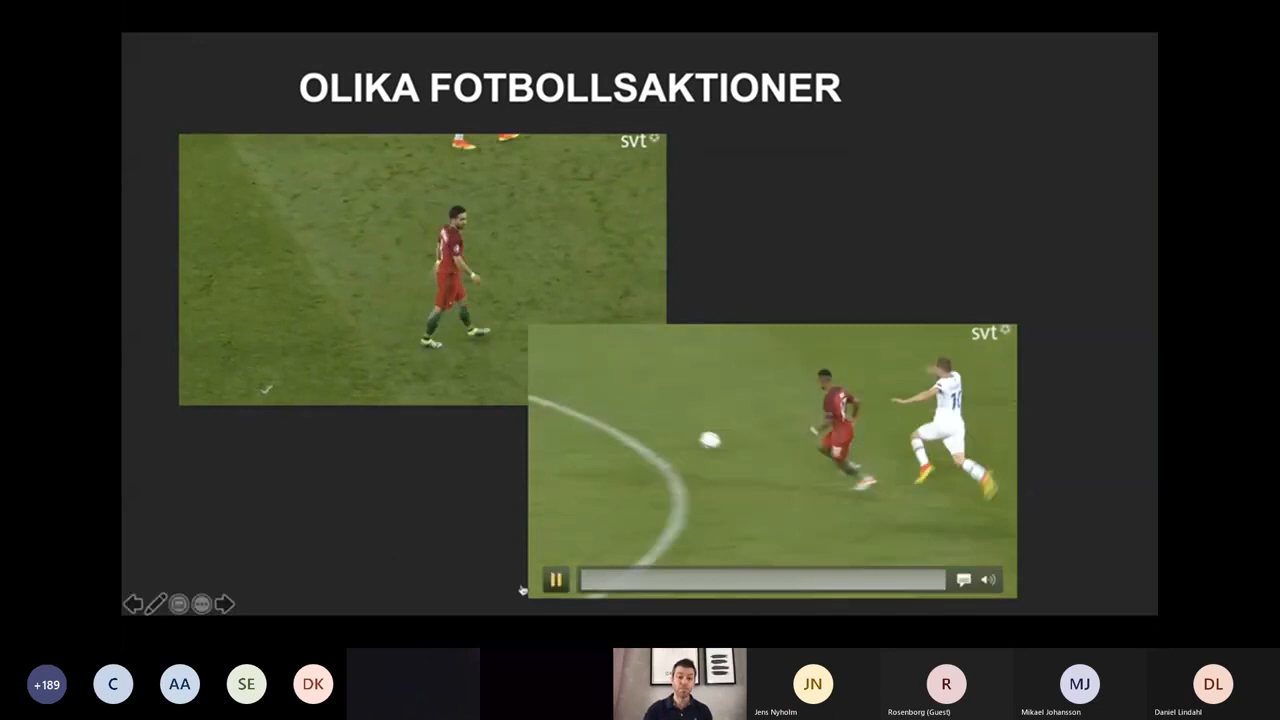 OLIKA FOTBOLLSAKTIONER
svt
svt
10
+189
C
AA
SE
DK
JN
R
MJ
DL
Jens Nyholm
Rosenborg (Guest)
Mikael Johansson
Daniel Lindahl